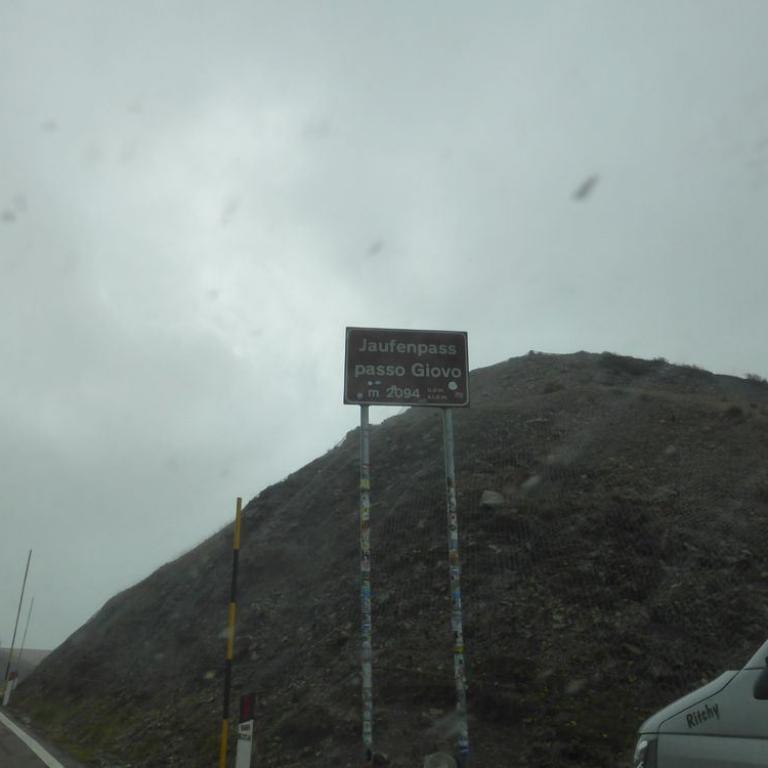 Jaufenpass
passo Giovo
m 2094
Ritchy